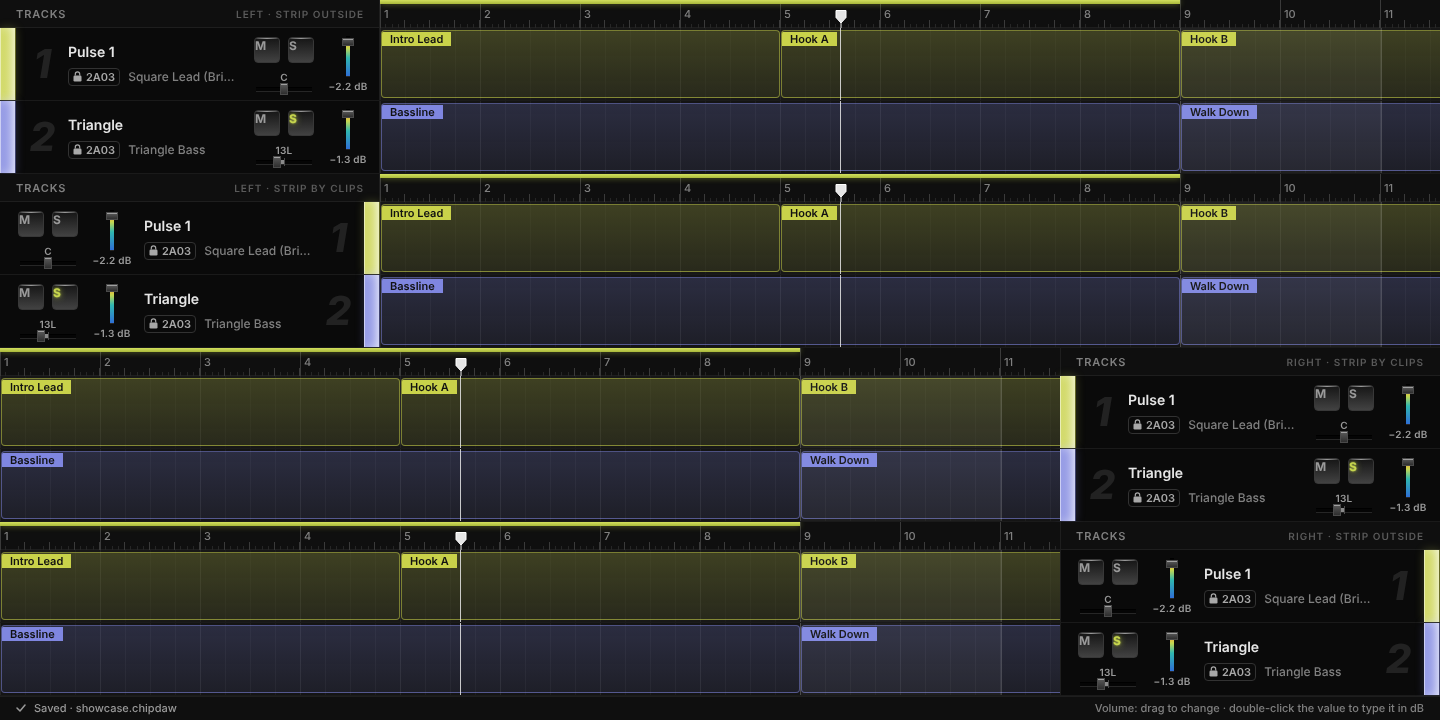 TRACKS LEFT · STRIP OUTSIDE 1 2 3 4 5 6 7 8 9 10 11
Intro Lead Hook A Hook B
1 Pulse 1 M S
2A03 Square Lead (Bri... C −2.2 dB
Bassline Walk Down
2 Triangle M S
2A03 Triangle Bass 13L −1.3 dB
TRACKS LEFT · STRIP BY CLIPS 1 2 3 4 5 6 7 8 9 10 11
Intro Lead Hook A Hook B
M S Pulse 1 1
C −2.2 dB 2A03 Square Lead (Bri...
Bassline Walk Down
M S Triangle 2
13L −1.3 dB 2A03 Triangle Bass
1 2 3 4 5 6 7 8 9 10 11 TRACKS RIGHT · STRIP BY CLIPS
Intro Lead Hook A Hook B
1 Pulse 1 M S
2A03 Square Lead (Bri... C −2.2 dB
Bassline Walk Down
2 Triangle M S
2A03 Triangle Bass 13L −1.3 dB
1 2 3 4 5 6 7 8 9 10 11 TRACKS RIGHT · STRIP OUTSIDE
Intro Lead Hook A Hook B
M S Pulse 1 1
C −2.2 dB 2A03 Square Lead (Bri...
Bassline Walk Down
M S Triangle 2
13L −1.3 dB 2A03 Triangle Bass
Saved · showcase.chipdaw Volume: drag to change · double-click the value to type it in dB